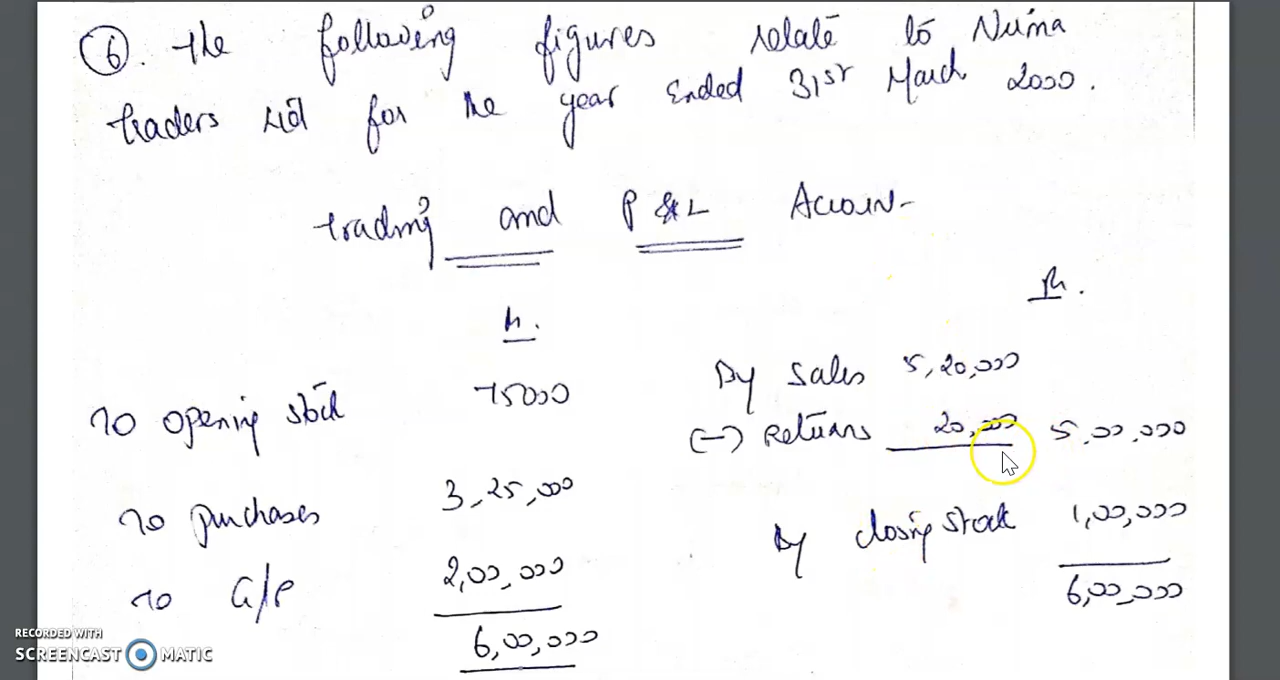 6. The following figures relate to Numa
traders Ltd for the year ended 31st March 2000.
trading and P & L Account
Rs. Rs.
To opening stock 75000 By Sales 5,20,000
(-) Returns 20,000 5,00,000
To purchases 3,25,000 By closing stock 1,00,000
To G/P 2,00,000 6,00,000
6,00,000
RECORDED WITH
SCREENCAST MATIC